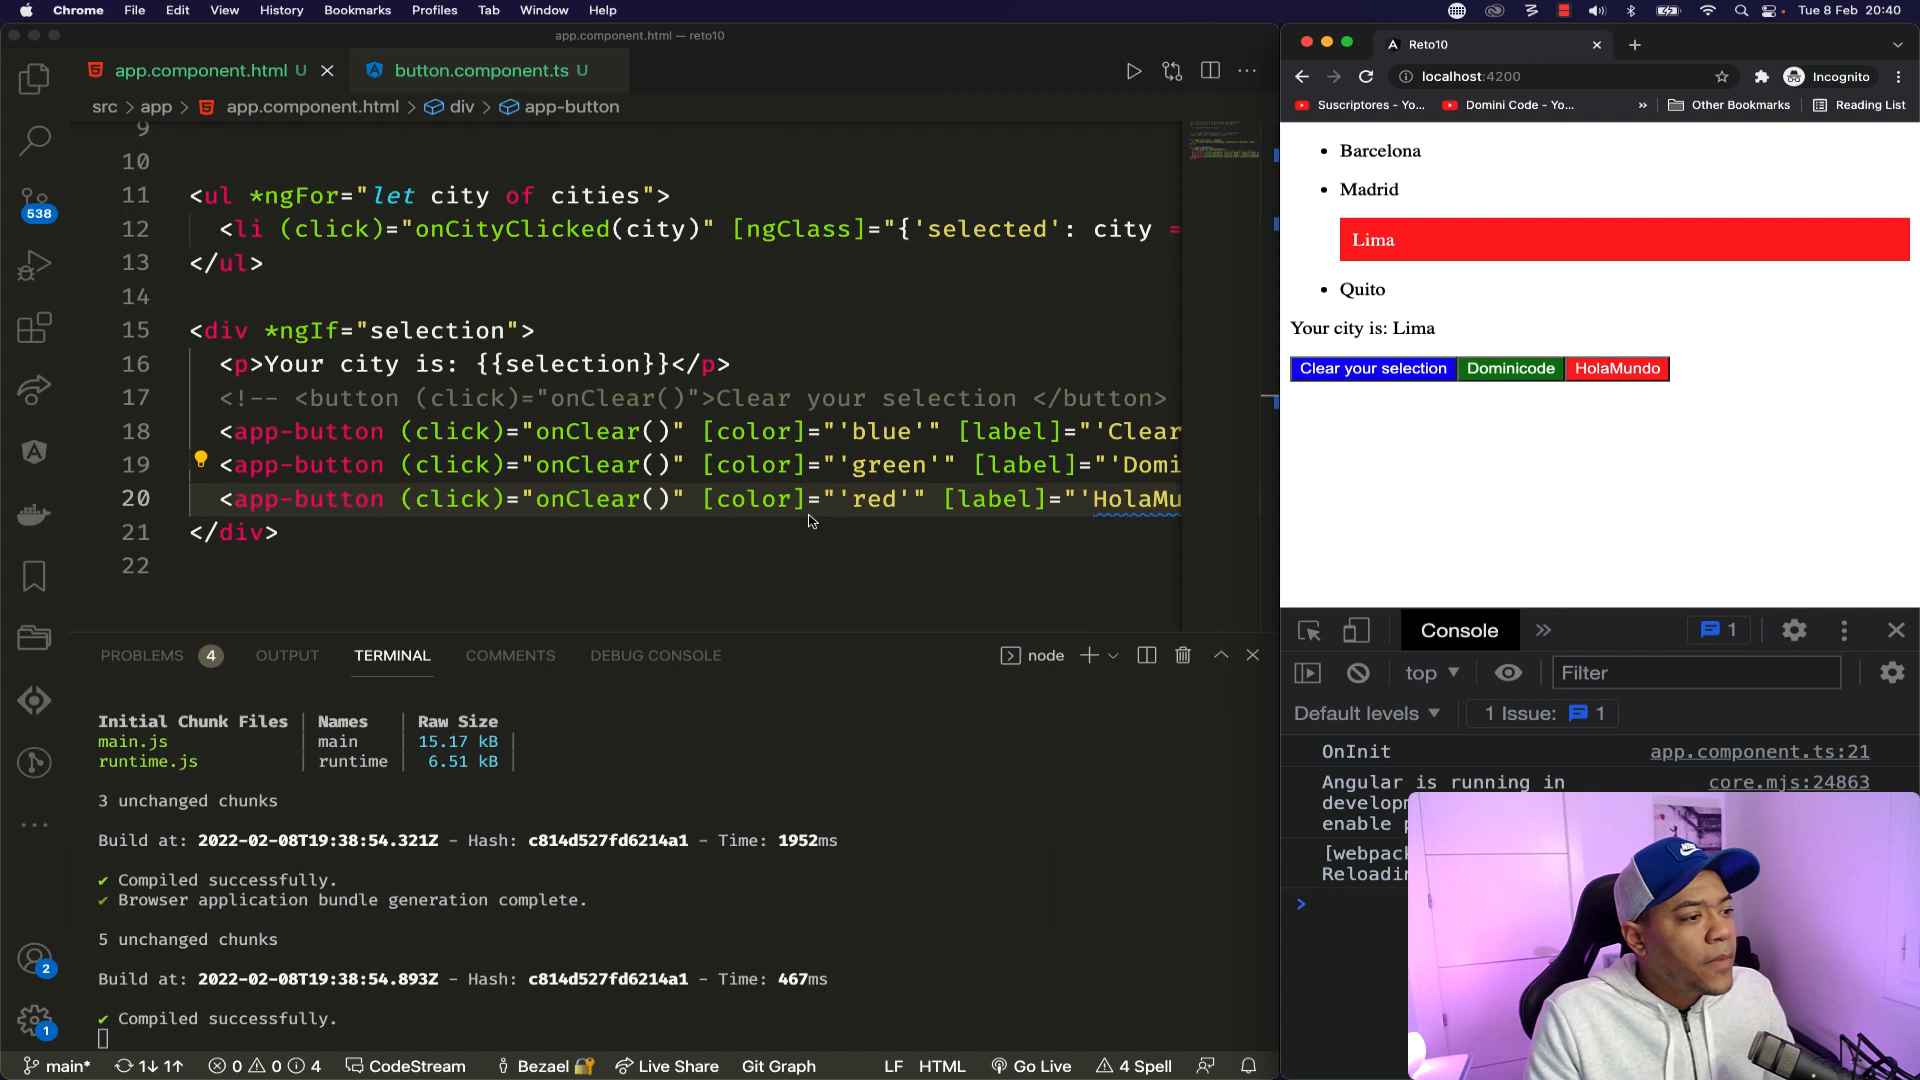 Chrome File Edit View History Bookmarks Profiles Tab Window Help Tue 8 Feb 20:40
app.component.html — reto10
app.component.html U
button.component.ts U
src > app > app.component.html > div > app-button
9
10
11 <ul *ngFor="let city of cities">
12 <li (click)="onCityClicked(city)" [ngClass]="{'selected': city =
13 </ul>
14
15 <div *ngIf="selection">
16 <p>Your city is: {{selection}}</p>
17 <!-- <button (click)="onClear()">Clear your selection </button>
18 <app-button (click)="onClear()" [color]="'blue'" [label]="'Clear
19 <app-button (click)="onClear()" [color]="'green'" [label]="'Domi
20 <app-button (click)="onClear()" [color]="'red'" [label]="'HolaMu
21 </div>
22
538
2
1
PROBLEMS 4 OUTPUT TERMINAL COMMENTS DEBUG CONSOLE node
Initial Chunk Files | Names | Raw Size
main.js | main | 15.17 kB |
runtime.js | runtime | 6.51 kB |
3 unchanged chunks
Build at: 2022-02-08T19:38:54.321Z - Hash: c814d527fd6214a1 - Time: 1952ms
✔ Compiled successfully.
✔ Browser application bundle generation complete.
5 unchanged chunks
Build at: 2022-02-08T19:38:54.893Z - Hash: c814d527fd6214a1 - Time: 467ms
✔ Compiled successfully.
main* 1↓ 1↑ 0 0 4 CodeStream Bezael Live Share Git Graph LF HTML Go Live 4 Spell
Reto10
localhost:4200 Incognito
Suscriptores - Yo... Domini Code - Yo... » Other Bookmarks Reading List
• Barcelona
• Madrid
Lima
• Quito
Your city is: Lima
Clear your selection Dominicode HolaMundo
Console 1
top Filter
Default levels 1 Issue: 1
OnInit app.component.ts:21
Angular is running in core.mjs:24863
developm
enable p
[webpack
Reloadin
>